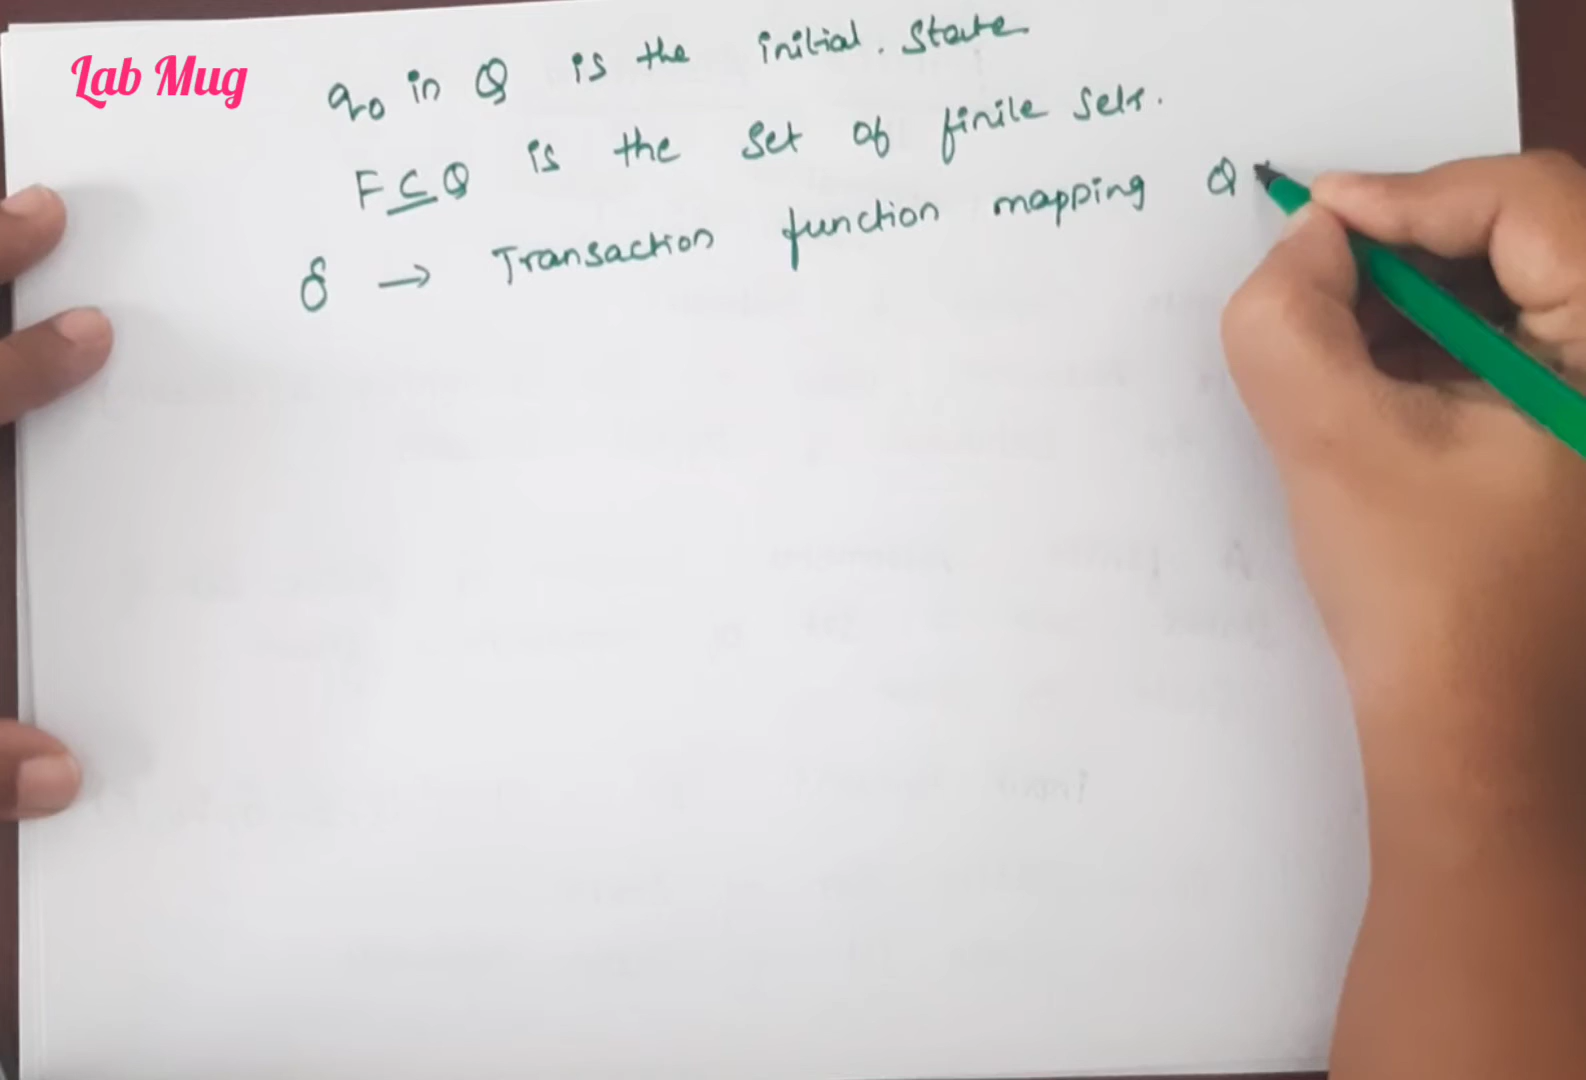 Lab Mug
q0 in Q is the initial. state
F ⊆ Q is the set of finite sets.
δ → Transaction function mapping Q